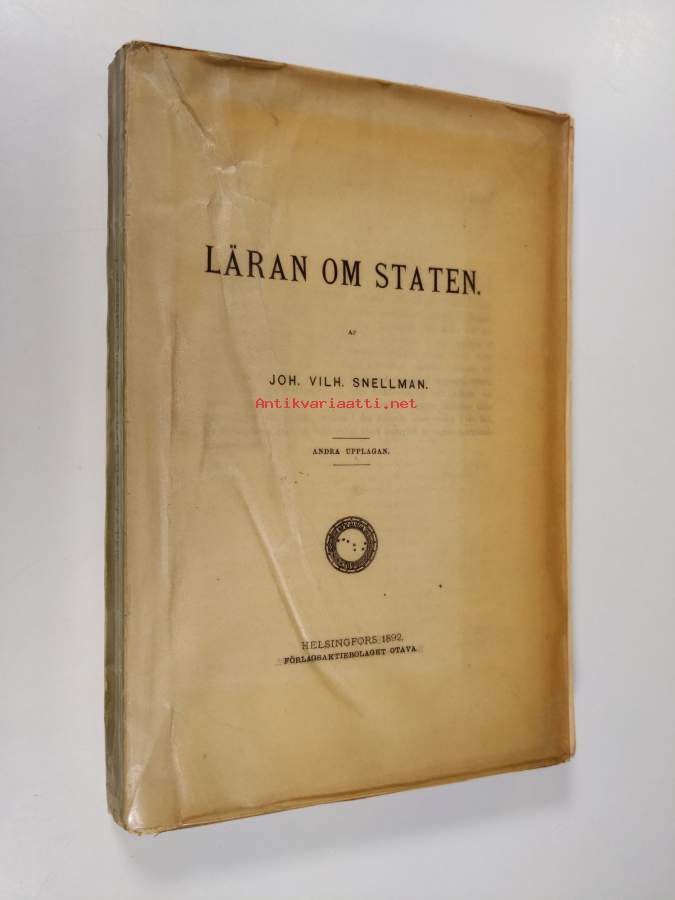 LÄRAN OM STATEN.
AF
JOH. VILH. SNELLMAN.
Antikvariaatti.net
ANDRA UPPLAGAN.
HELSINGFORS 1892.
FÖRLAGSAKTIEBOLAGET OTAVA